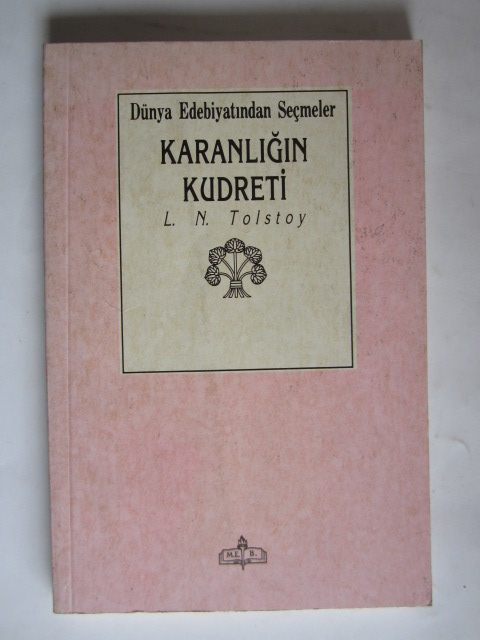 Dünya Edebiyatından Seçmeler
KARANLIĞIN
KUDRETİ
L. N. Tolstoy
M.E. B.